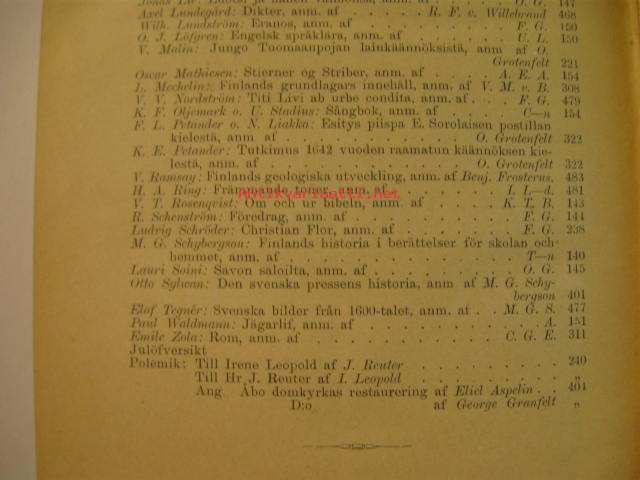 Axel Lundegård: Dikter, anm. af . . . . R. F. v. Willebrand 468
Wilh. Lundström: Eranos, anm. af . . . . . . . F. G. 150
O. J. Löfgren: Engelsk språklära, anm. af . . . . . U. L. 150
V. Malin: Jungo Tuomaanpojan lainkäännöksistä, anm af O.
Grotenfelt 221
Oscar Mathiesen: Stierner og Striber, anm. af . . . . A. E. A. 154
L. Mechelin: Finlands grundlagars innehåll, anm. af V. M. v. B. 308
V. V. Nordström: Titi Livi ab urbe condita, anm. af . . . F. G. 479
K. F. Oljemark o. U. Stadius: Sångbok, anm. af . . . C—n 154
F. L. Petander o. N. Liakka: Esitys piispa E. Sorolaisen postillan
kielestä, anm. af . . . . . . O. Grotenfelt 322
K. E. Petander: Tutkimus 1642 vuoden raamatun käännöksen kie-
lestä, anm. af . . . . . . . O. Grotenfelt 322
V. Ramsay: Finlands geologiska utveckling, anm. af Benj. Frosterus. 483
H. A. Ring: Främmande toner, anm. af . . . . . I. L—d. 481
V. T. Rosenqvist: Om och ur bibeln, anm. af . . . . K. T. B. 143
R. Schenström: Föredrag, anm. af . . . . . . . F. G. 144
Ludvig Schröder: Christian Flor, anm. af . . . . . F. G. 238
M. G. Schybergson: Finlands historia i berättelser för skolan och
hemmet, anm. af . . . . . . . . T—n 140
Lauri Soini: Savon saloilta, anm. af . . . . . . O. G. 145
Otto Sylwan: Den svenska pressens historia, anm af M. G. Schy-
bergson 401
Elof Tegnér: Svenska bilder från 1600-talet, anm. af . . M. G. S. 477
Paul Waldmann: Jägarlif, anm. af . . . . . . . A. 151
Emile Zola: Rom, anm. af . . . . . . . . C. G. E. 311
Julöfversikt
Polemik: Till Irene Leopold af J. Reuter . . . . . . . 240
Till Hr J. Reuter af I. Leopold . . . . . . . „
Ang. Åbo domkyrkas restaurering af Eliel Aspelin . . 404
D:o af George Granfelt „